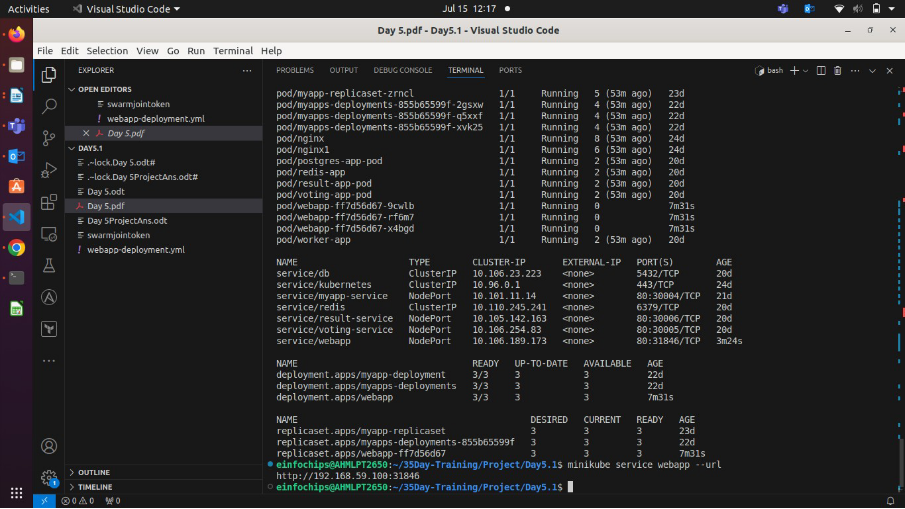 Activities
Visual Studio Code
Jul 15 12:17
Day 5.pdf - Day5.1 - Visual Studio Code
File Edit Selection View Go Run Terminal Help
EXPLORER
OPEN EDITORS
swarmjointoken
! webapp-deployment.yml
Day 5.pdf
DAY5.1
.~lock.Day 5.odt#
.~lock.Day 5ProjectAns.odt#
Day 5.odt
Day 5.pdf
Day 5ProjectAns.odt
swarmjointoken
! webapp-deployment.yml
OUTLINE
TIMELINE
PROBLEMS OUTPUT DEBUG CONSOLE TERMINAL PORTS
bash
pod/myapp-replicaset-zrncl 1/1 Running 5 (53m ago) 23d
pod/myapps-deployments-855b65599f-2gsxw 1/1 Running 4 (53m ago) 22d
pod/myapps-deployments-855b65599f-q5xxf 1/1 Running 4 (53m ago) 22d
pod/myapps-deployments-855b65599f-xvk25 1/1 Running 4 (53m ago) 22d
pod/nginx 1/1 Running 8 (53m ago) 24d
pod/nginx1 1/1 Running 6 (53m ago) 24d
pod/postgres-app-pod 1/1 Running 2 (53m ago) 20d
pod/redis-app 1/1 Running 2 (53m ago) 20d
pod/result-app-pod 1/1 Running 2 (53m ago) 20d
pod/voting-app-pod 1/1 Running 2 (53m ago) 20d
pod/webapp-ff7d56d67-9cwlb 1/1 Running 0 7m31s
pod/webapp-ff7d56d67-rf6m7 1/1 Running 0 7m31s
pod/webapp-ff7d56d67-x4bgd 1/1 Running 0 7m31s
pod/worker-app 1/1 Running 2 (53m ago) 20d
NAME TYPE CLUSTER-IP EXTERNAL-IP PORT(S) AGE
service/db ClusterIP 10.106.23.223 <none> 5432/TCP 20d
service/kubernetes ClusterIP 10.96.0.1 <none> 443/TCP 24d
service/myapp-service NodePort 10.101.11.14 <none> 80:30004/TCP 21d
service/redis ClusterIP 10.110.245.241 <none> 6379/TCP 20d
service/result-service NodePort 10.105.142.163 <none> 80:30006/TCP 20d
service/voting-service NodePort 10.106.254.83 <none> 80:30005/TCP 20d
service/webapp NodePort 10.106.189.173 <none> 80:31846/TCP 3m24s
NAME READY UP-TO-DATE AVAILABLE AGE
deployment.apps/myapp-deployment 3/3 3 3 22d
deployment.apps/myapps-deployments 3/3 3 3 22d
deployment.apps/webapp 3/3 3 3 7m31s
NAME DESIRED CURRENT READY AGE
replicaset.apps/myapp-replicaset 3 3 3 23d
replicaset.apps/myapps-deployments-855b65599f 3 3 3 22d
replicaset.apps/webapp-ff7d56d67 3 3 3 7m31s
einfochips@AHMLPT2650:~/35Day-Training/Project/Day5.1$ minikube service webapp --url
http://192.168.59.100:31846
einfochips@AHMLPT2650:~/35Day-Training/Project/Day5.1$
1
0 0 0